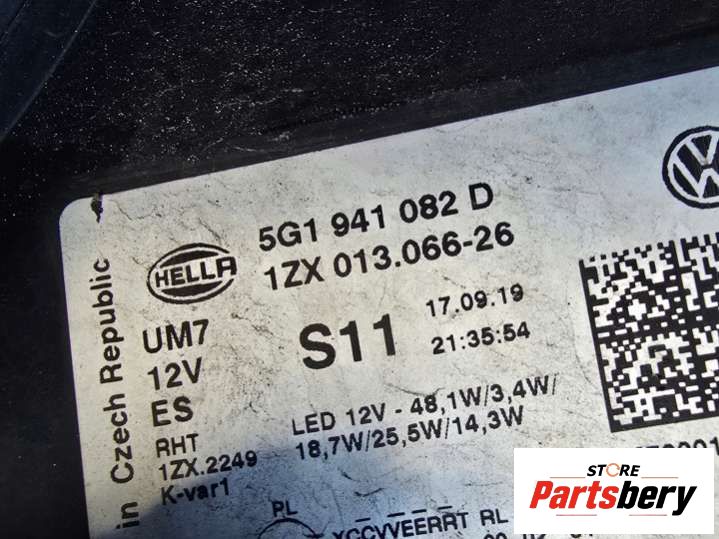 in Czech Republic
HELLA
5G1 941 082 D
1ZX 013.066-26
UM7
12V
ES
S11
17.09.19
21:35:54
RHT
1ZX.2249
K-var1
LED 12V - 48,1W/3,4W/
18,7W/25,5W/14,3W
PL
XCCVVEERRT RL
STORE
Partsbery